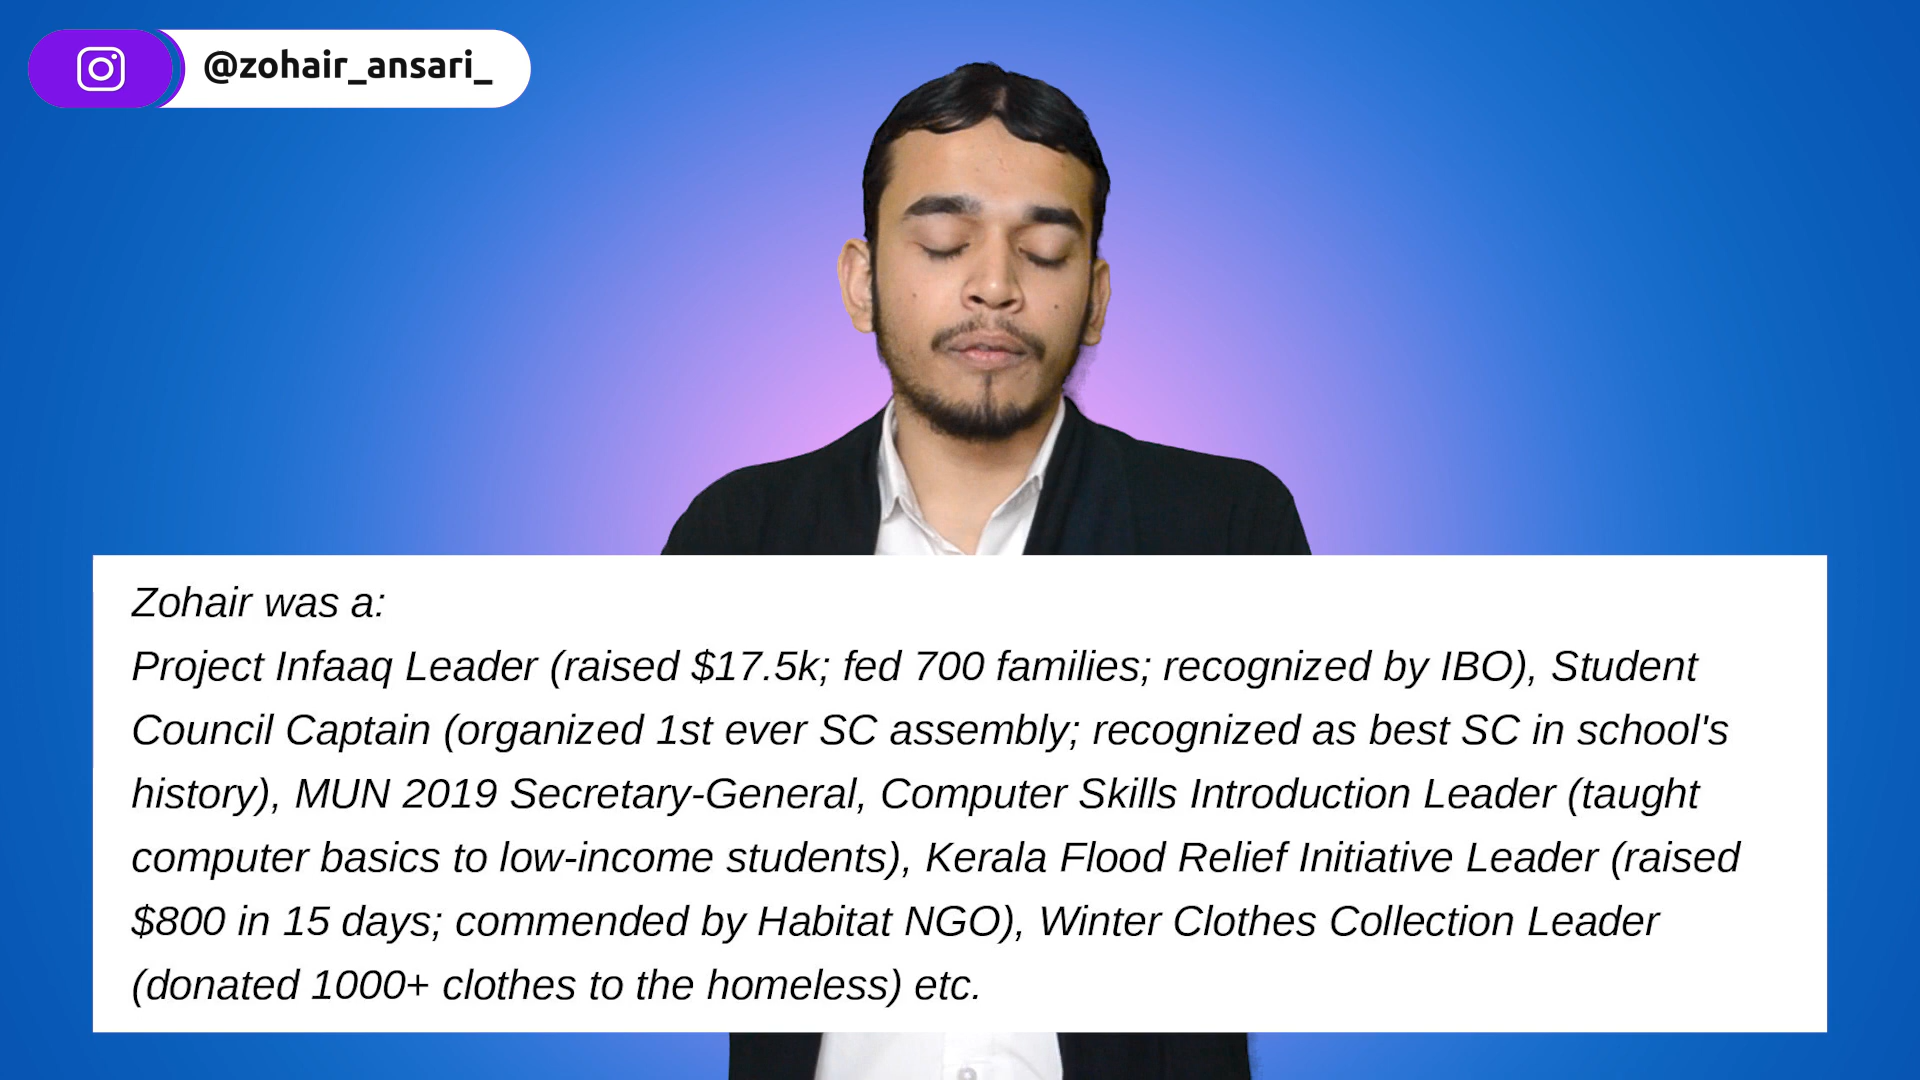 @zohair_ansari_
Zohair was a:
Project Infaaq Leader (raised $17.5k; fed 700 families; recognized by IBO), Student
Council Captain (organized 1st ever SC assembly; recognized as best SC in school's
history), MUN 2019 Secretary-General, Computer Skills Introduction Leader (taught
computer basics to low-income students), Kerala Flood Relief Initiative Leader (raised
$800 in 15 days; commended by Habitat NGO), Winter Clothes Collection Leader
(donated 1000+ clothes to the homeless) etc.